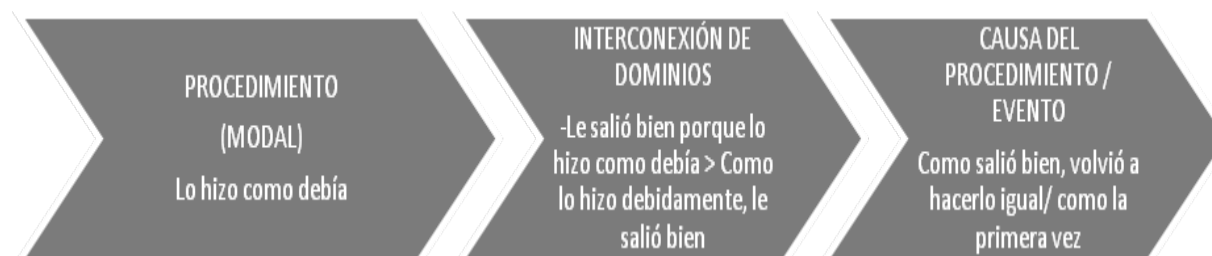 PROCEDIMIENTO
(MODAL)
Lo hizo como debía
INTERCONEXIÓN DE
DOMINIOS
-Le salió bien porque lo
hizo como debía > Como
lo hizo debidamente, le
salió bien
CAUSA DEL
PROCEDIMIENTO /
EVENTO
Como salió bien, volvió a
hacerlo igual/ como la
primera vez